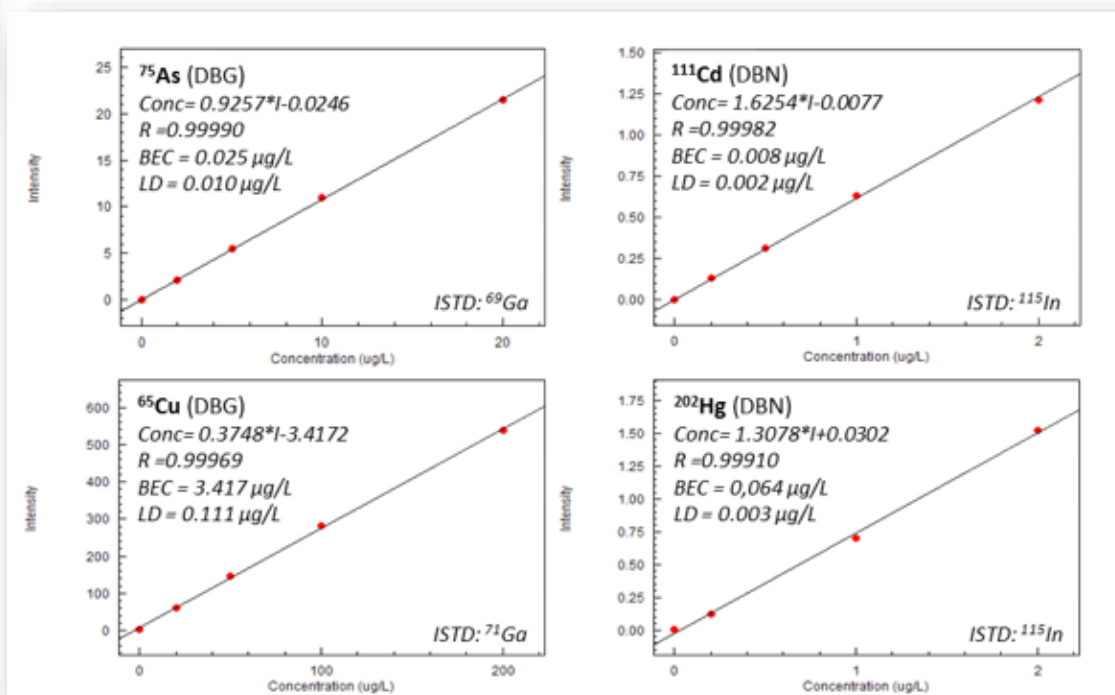 25
20
15
10
5
0
Intensity
⁷⁵As (DBG)
Conc= 0.9257*I-0.0246
R =0.99990
BEC = 0.025 µg/L
LD = 0.010 µg/L
ISTD: ⁶⁹Ga
0 10 20
Concentration (ug/L)
1.50
1.25
1.00
0.75
0.50
0.25
0.00
Intensity
¹¹¹Cd (DBN)
Conc= 1.6254*I-0.0077
R =0.99982
BEC = 0.008 µg/L
LD = 0.002 µg/L
ISTD: ¹¹⁵In
0 1 2
Concentration (ug/L)
600
500
400
300
200
100
0
Intensity
⁶⁵Cu (DBG)
Conc= 0.3748*I-3.4172
R =0.99969
BEC = 3.417 µg/L
LD = 0.111 µg/L
ISTD: ⁷¹Ga
0 100 200
Concentration (ug/L)
1.75
1.50
1.25
1.00
0.75
0.50
0.25
0.00
Intensity
²⁰²Hg (DBN)
Conc= 1.3078*I+0.0302
R =0.99910
BEC = 0,064 µg/L
LD = 0.003 µg/L
ISTD: ¹¹⁵In
0 1 2
Concentration (ug/L)